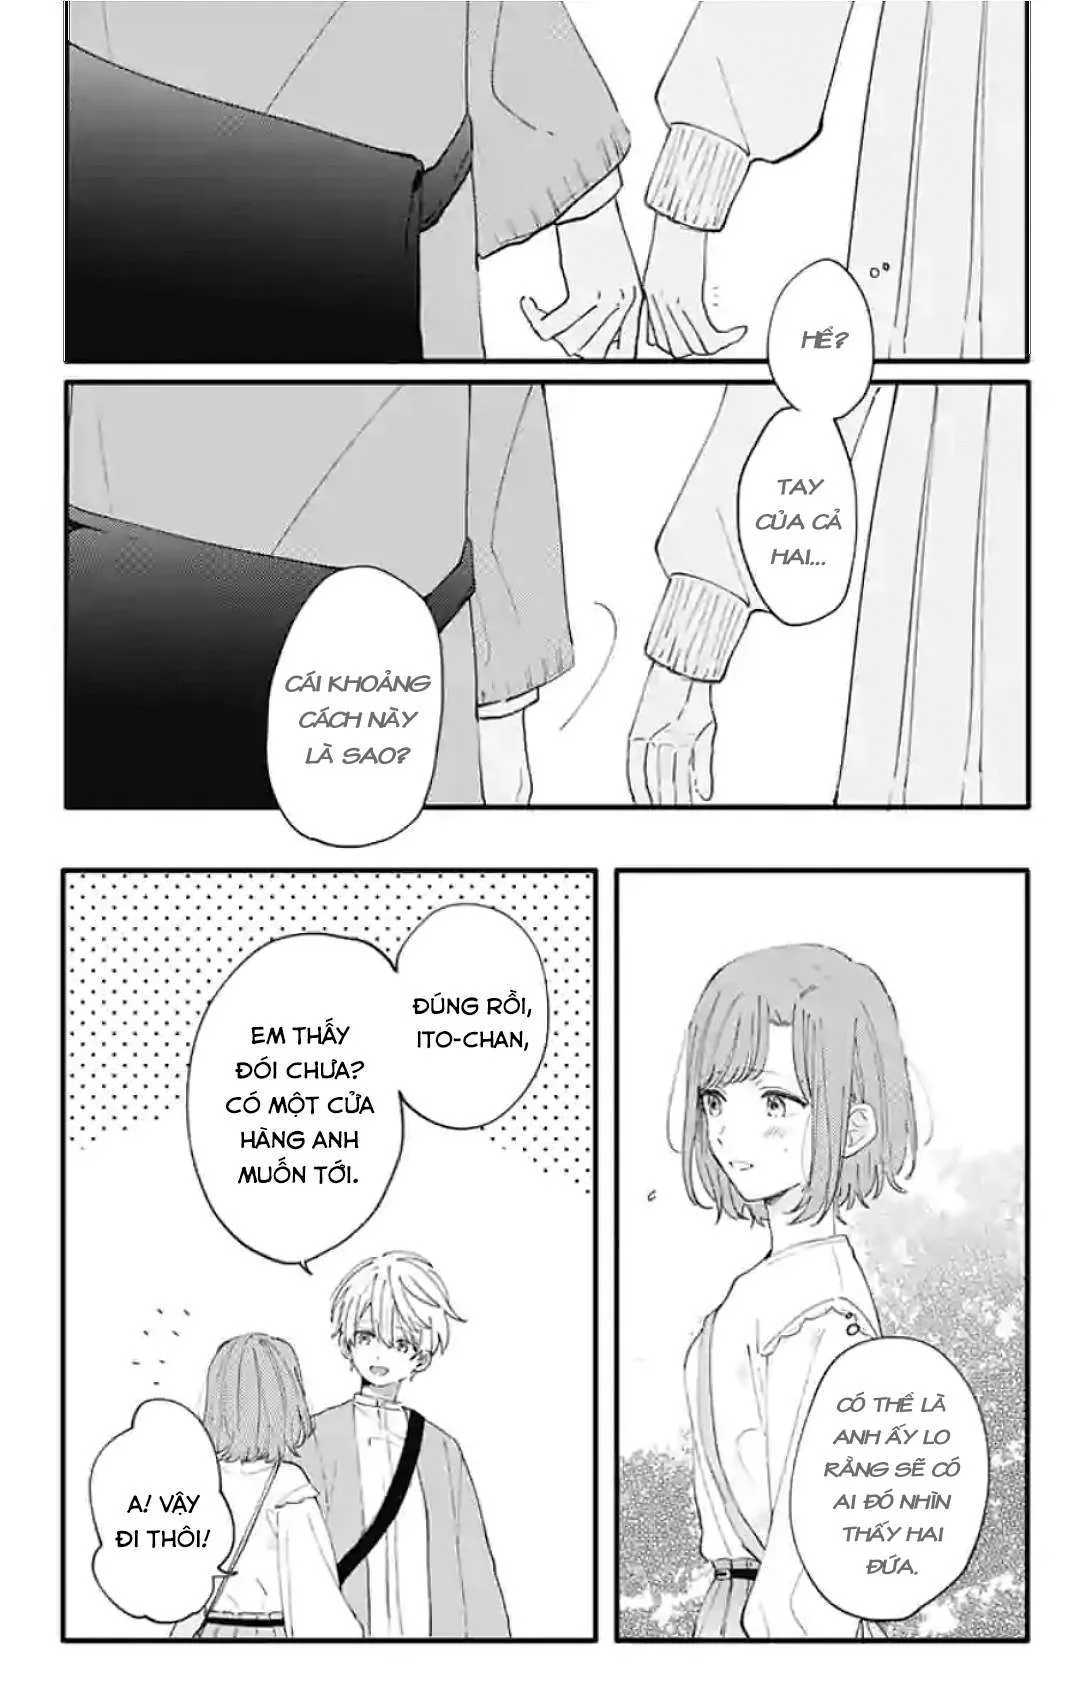 HỂ?
TAY
CỦA CẢ
HAI...
CÁI KHOẢNG
CÁCH NÀY
LÀ SAO?
CÓ THỂ LÀ
ANH ẤY LO
RẰNG SẼ CÓ
AI ĐÓ NHÌN
THẤY HAI
ĐỨA.
ĐÚNG RỒI,
ITO-CHAN,
EM THẤY
ĐÓI CHƯA?
CÓ MỘT CỬA
HÀNG ANH
MUỐN TỚI.
A! VẬY
ĐI THÔI!